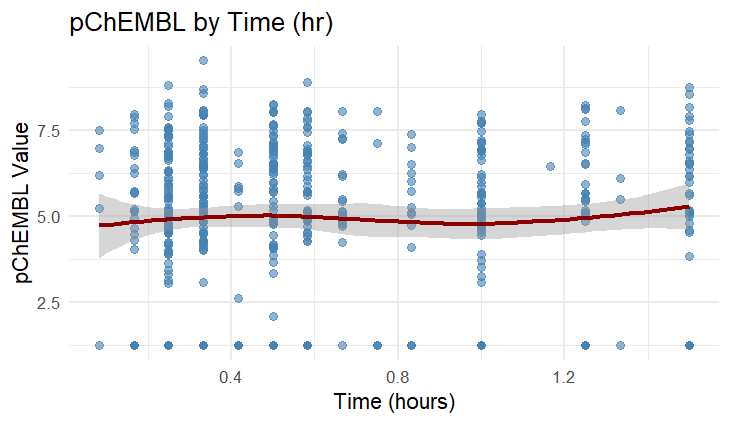 pChEMBL by Time (hr)
pChEMBL Value
7.5
5.0
2.5
0.4 0.8 1.2
Time (hours)